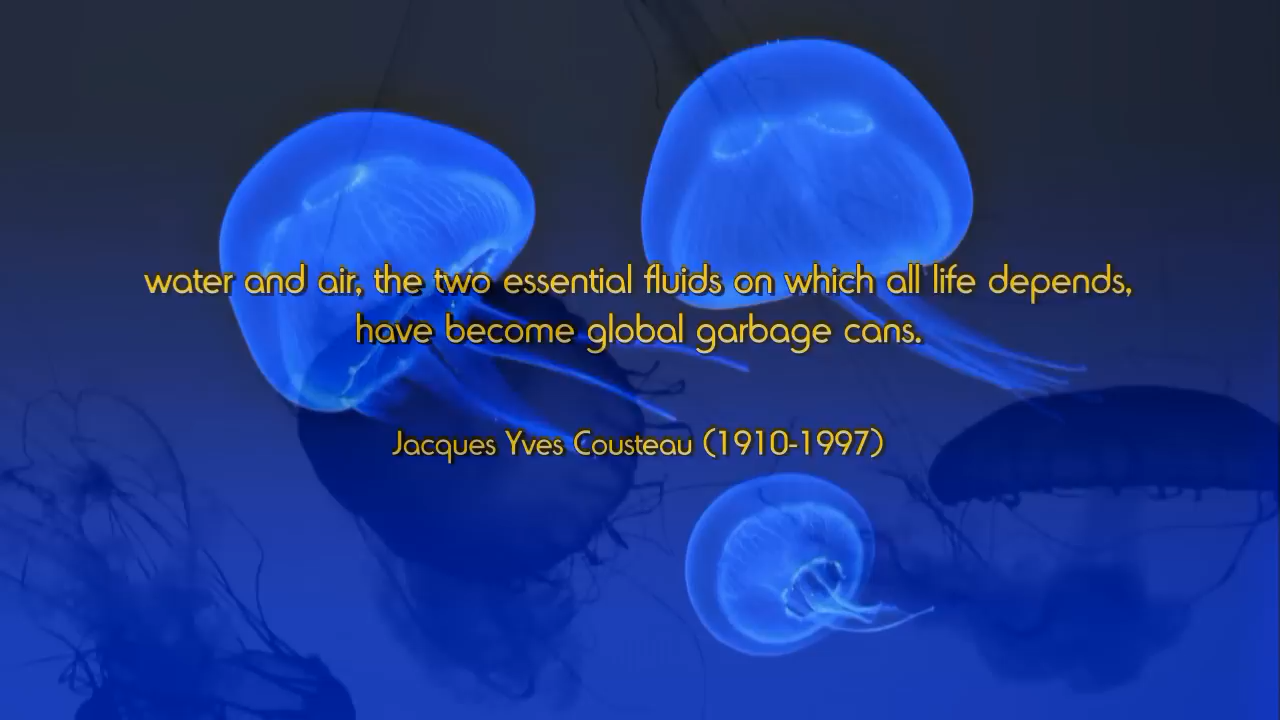 water and air, the two essential fluids on which all life depends,
have become global garbage cans.
Jacques Yves Cousteau (1910-1997)